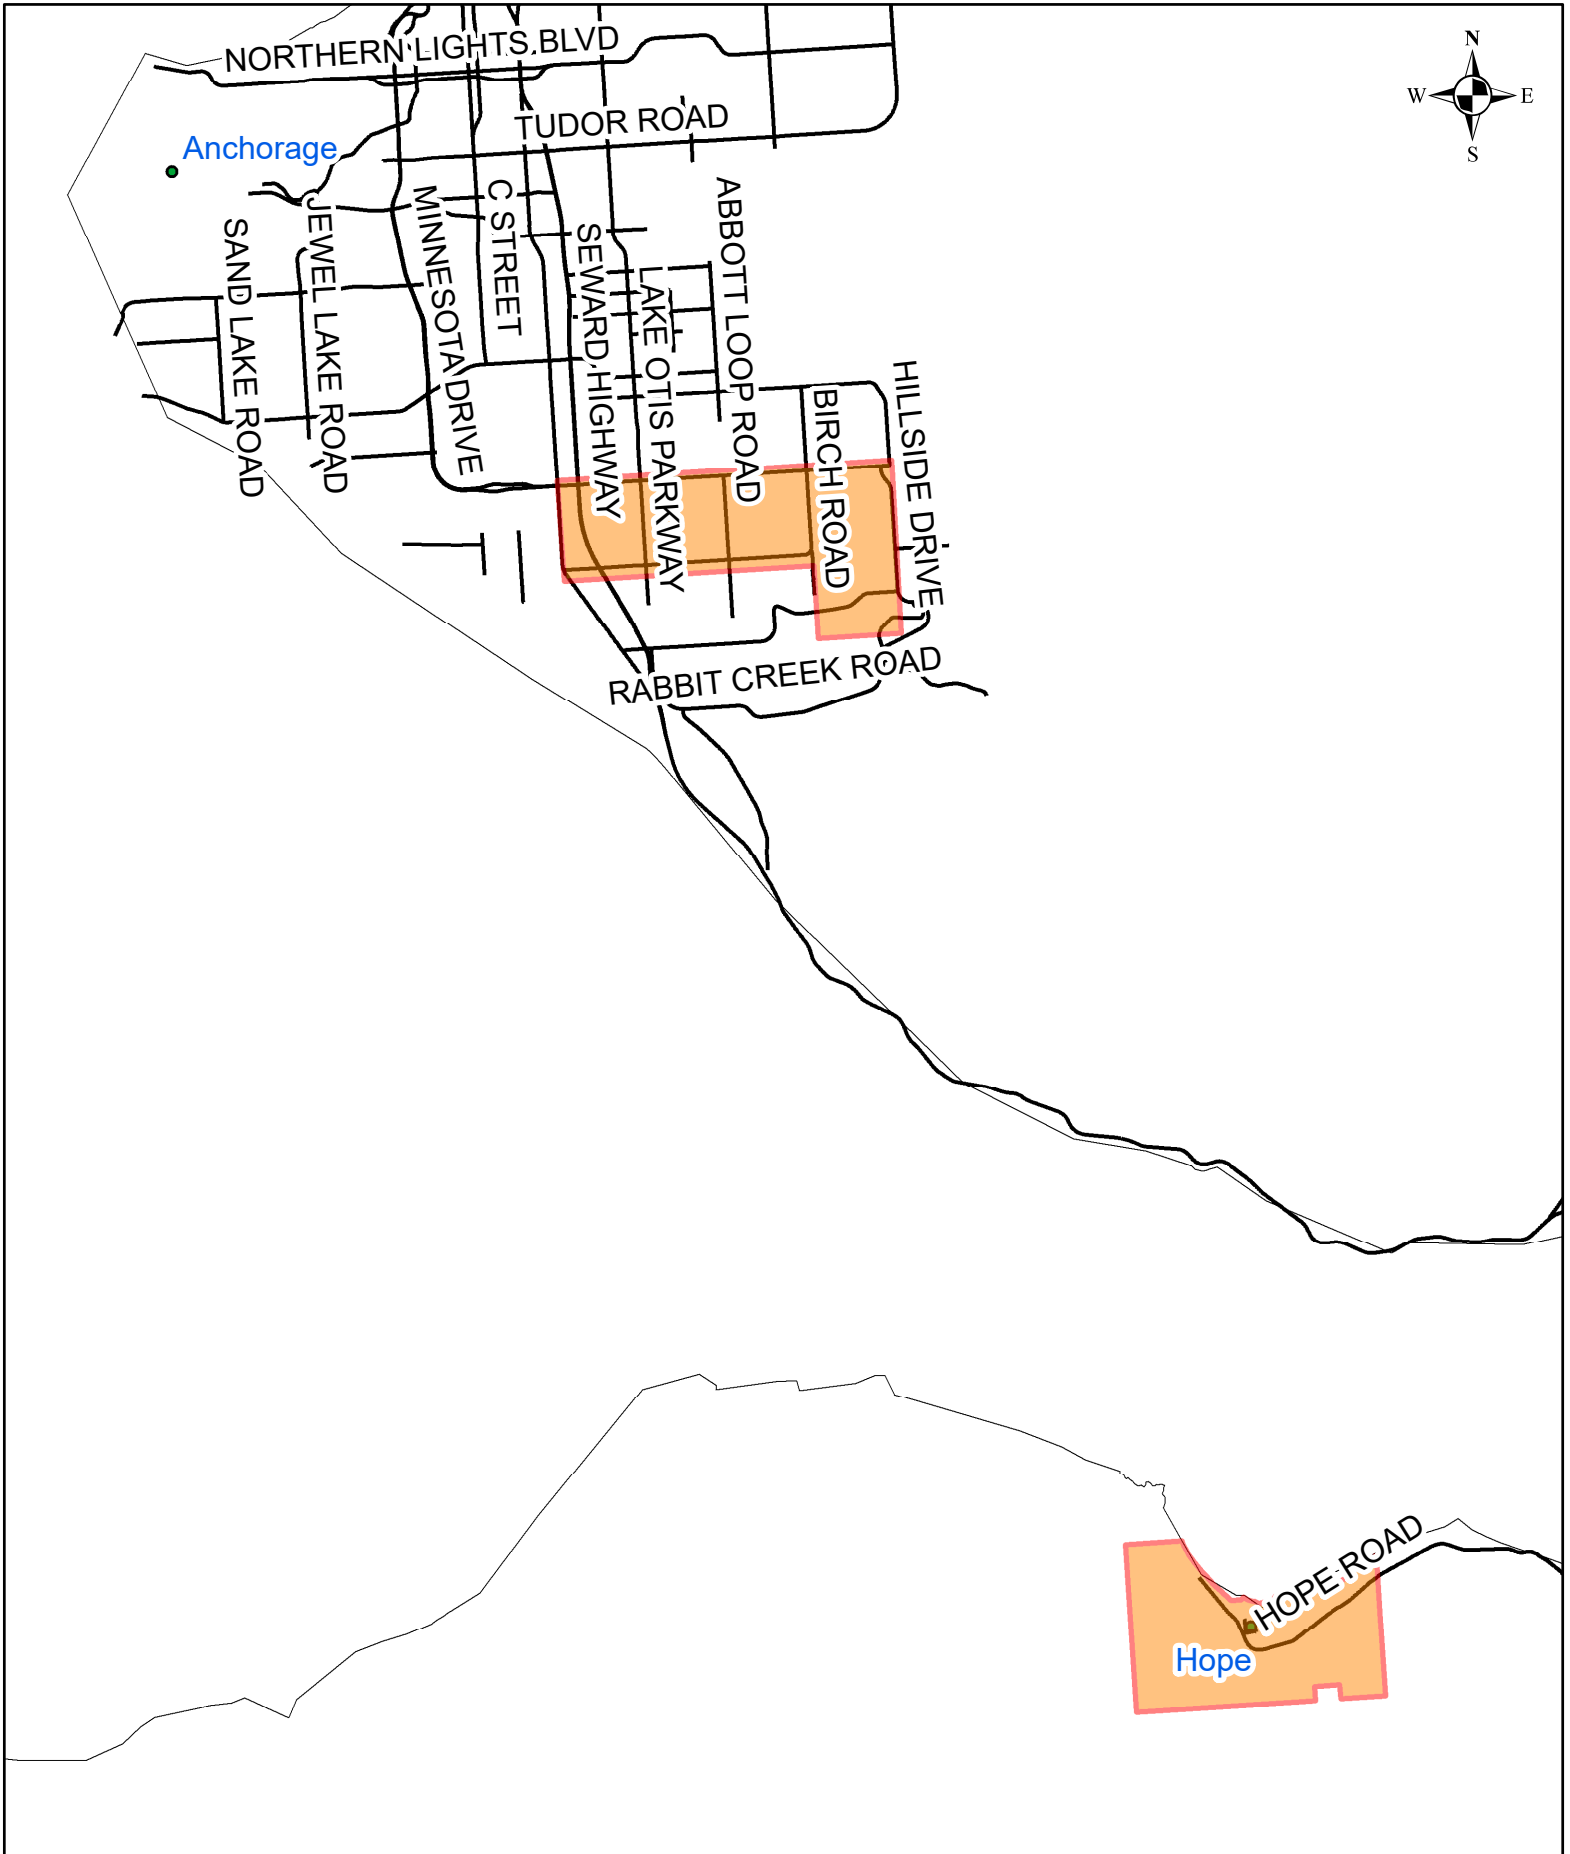 NORTHERN LIGHTS BLVD
N
W E
S
TUDOR ROAD
Anchorage
SAND LAKE ROAD
JEWEL LAKE ROAD
MINNESOTA DRIVE
C STREET
SEWARD HIGHWAY
LAKE OTIS PARKWAY
ABBOTT LOOP ROAD
BIRCH ROAD
HILLSIDE DRIVE
RABBIT CREEK ROAD
HOPE ROAD
Hope